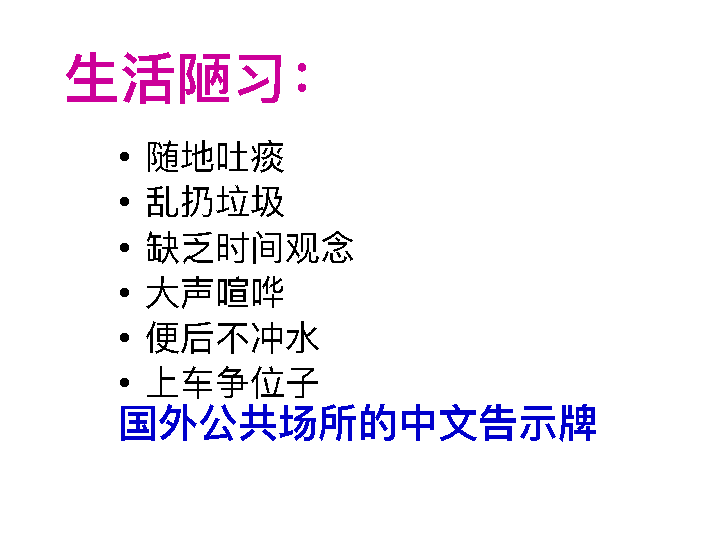 生活陋习：
• 随地吐痰
• 乱扔垃圾
• 缺乏时间观念
• 大声喧哗
• 便后不冲水
• 上车争位子
国外公共场所的中文告示牌